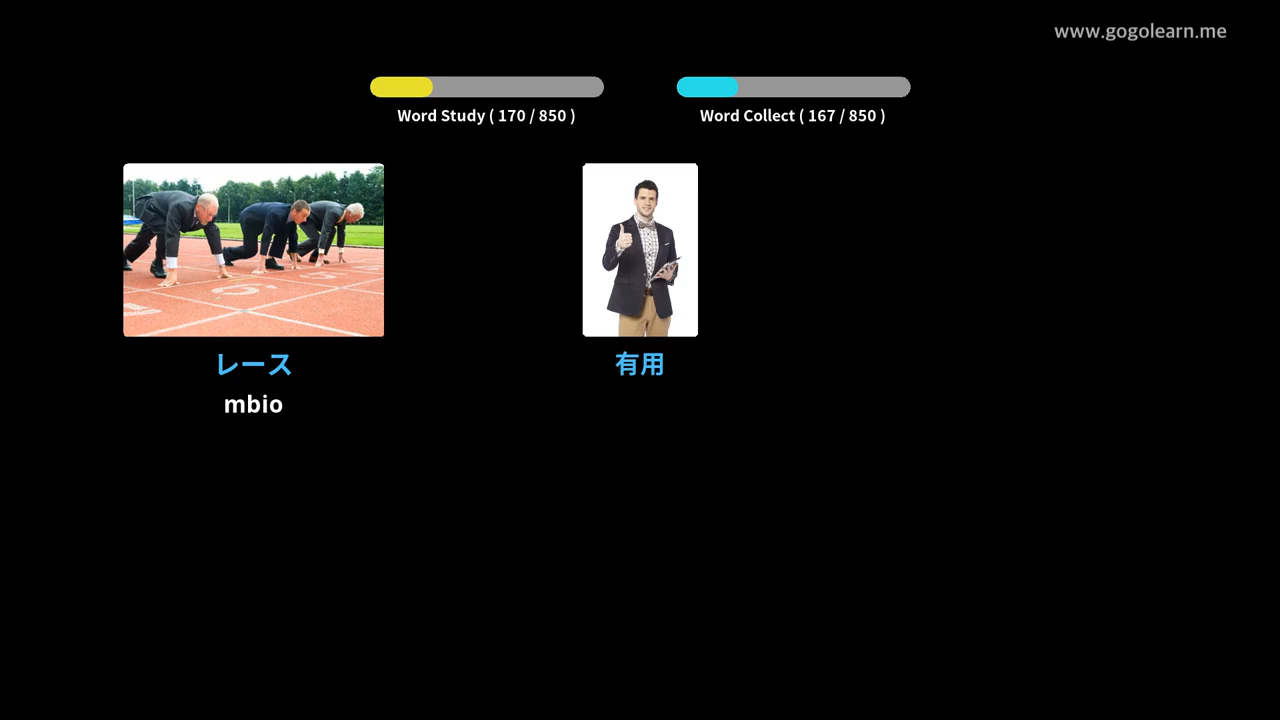 www.gogolearn.me
Word Study ( 170 / 850 )
Word Collect ( 167 / 850 )
レース
有用
mbio